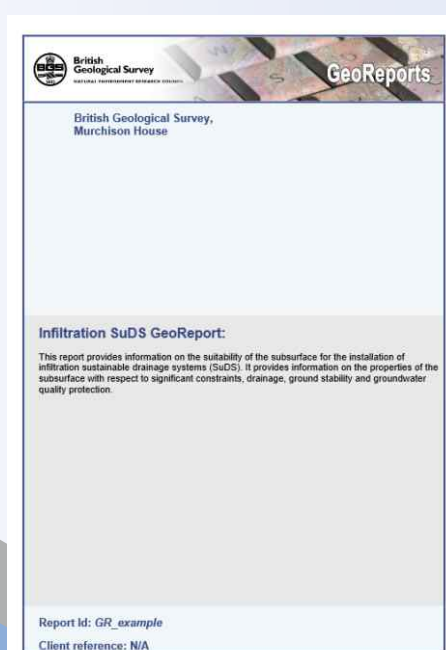 BGS
British
Geological Survey
NATURAL ENVIRONMENT RESEARCH COUNCIL
GeoReports
British Geological Survey,
Murchison House
Infiltration SuDS GeoReport:
This report provides information on the suitability of the subsurface for the installation of
infiltration sustainable drainage systems (SuDS). It provides information on the properties of the
subsurface with respect to significant constraints, drainage, ground stability and groundwater
quality protection.
Report Id: GR_example
Client reference: N/A